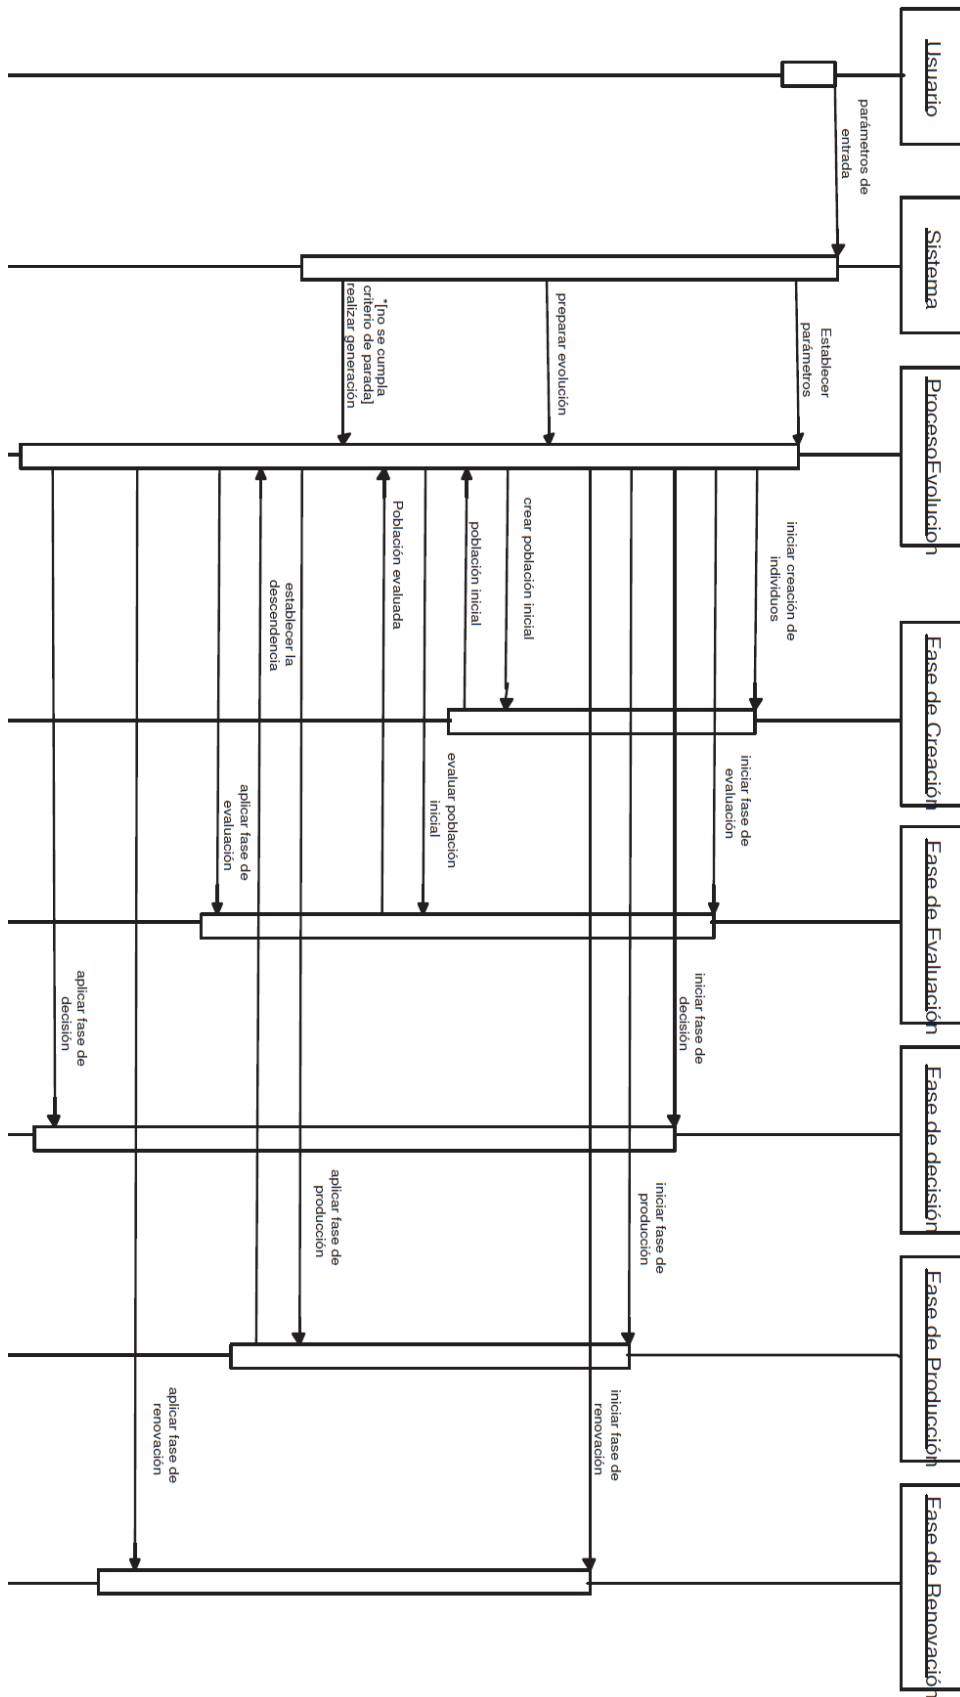 Usuario
Sistema
ProcesoEvolucion
Fase de Creación
Fase de Evaluación
Fase de decisión
Fase de Producción
Fase de Renovación
parámetros de
entrada
Establecer
parámetros
iniciar creación de
individuos
iniciar fase de
evaluación
iniciar fase de
decisión
iniciar fase de
producción
iniciar fase de
renovación
preparar evolución
crear población inicial
población inicial
evaluar población
inicial
Población evaluada
*[no se cumpla
criterio de parada]
realizar generación
aplicar fase de
producción
establecer la
descendencia
aplicar fase de
evaluación
aplicar fase de
renovación
aplicar fase de
decisión